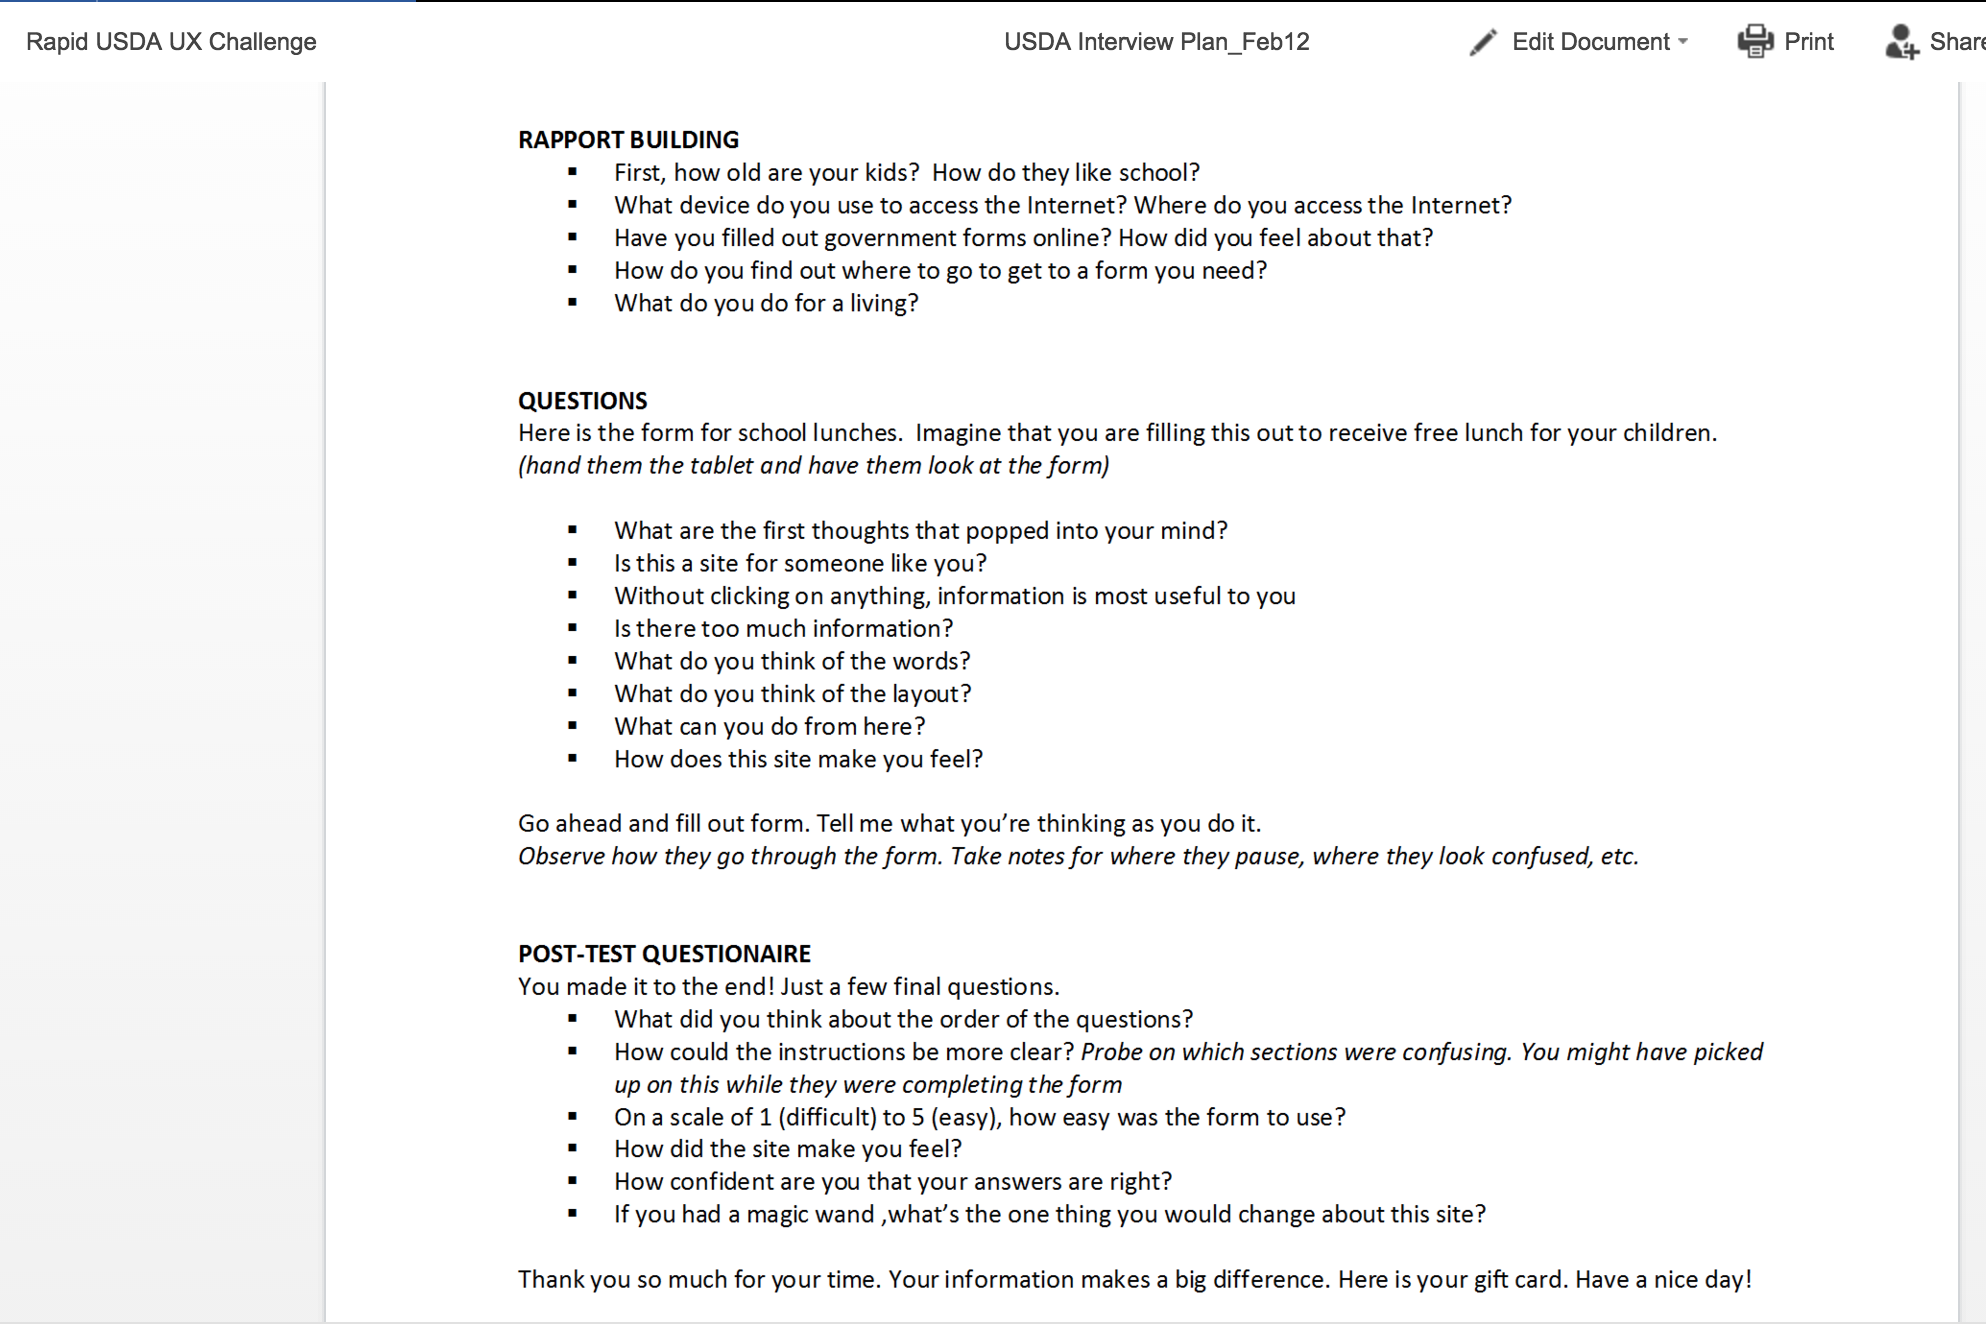 Rapid USDA UX Challenge
USDA Interview Plan_Feb12
Edit Document
Print
Share
RAPPORT BUILDING
▪ First, how old are your kids?  How do they like school?
▪ What device do you use to access the Internet? Where do you access the Internet?
▪ Have you filled out government forms online? How did you feel about that?
▪ How do you find out where to go to get to a form you need?
▪ What do you do for a living?
QUESTIONS
Here is the form for school lunches.  Imagine that you are filling this out to receive free lunch for your children.
(hand them the tablet and have them look at the form)
▪ What are the first thoughts that popped into your mind?
▪ Is this a site for someone like you?
▪ Without clicking on anything, information is most useful to you
▪ Is there too much information?
▪ What do you think of the words?
▪ What do you think of the layout?
▪ What can you do from here?
▪ How does this site make you feel?
Go ahead and fill out form. Tell me what you’re thinking as you do it.
Observe how they go through the form. Take notes for where they pause, where they look confused, etc.
POST-TEST QUESTIONAIRE
You made it to the end! Just a few final questions.
▪ What did you think about the order of the questions?
▪ How could the instructions be more clear? Probe on which sections were confusing. You might have picked
up on this while they were completing the form
▪ On a scale of 1 (difficult) to 5 (easy), how easy was the form to use?
▪ How did the site make you feel?
▪ How confident are you that your answers are right?
▪ If you had a magic wand ,what’s the one thing you would change about this site?
Thank you so much for your time. Your information makes a big difference. Here is your gift card. Have a nice day!